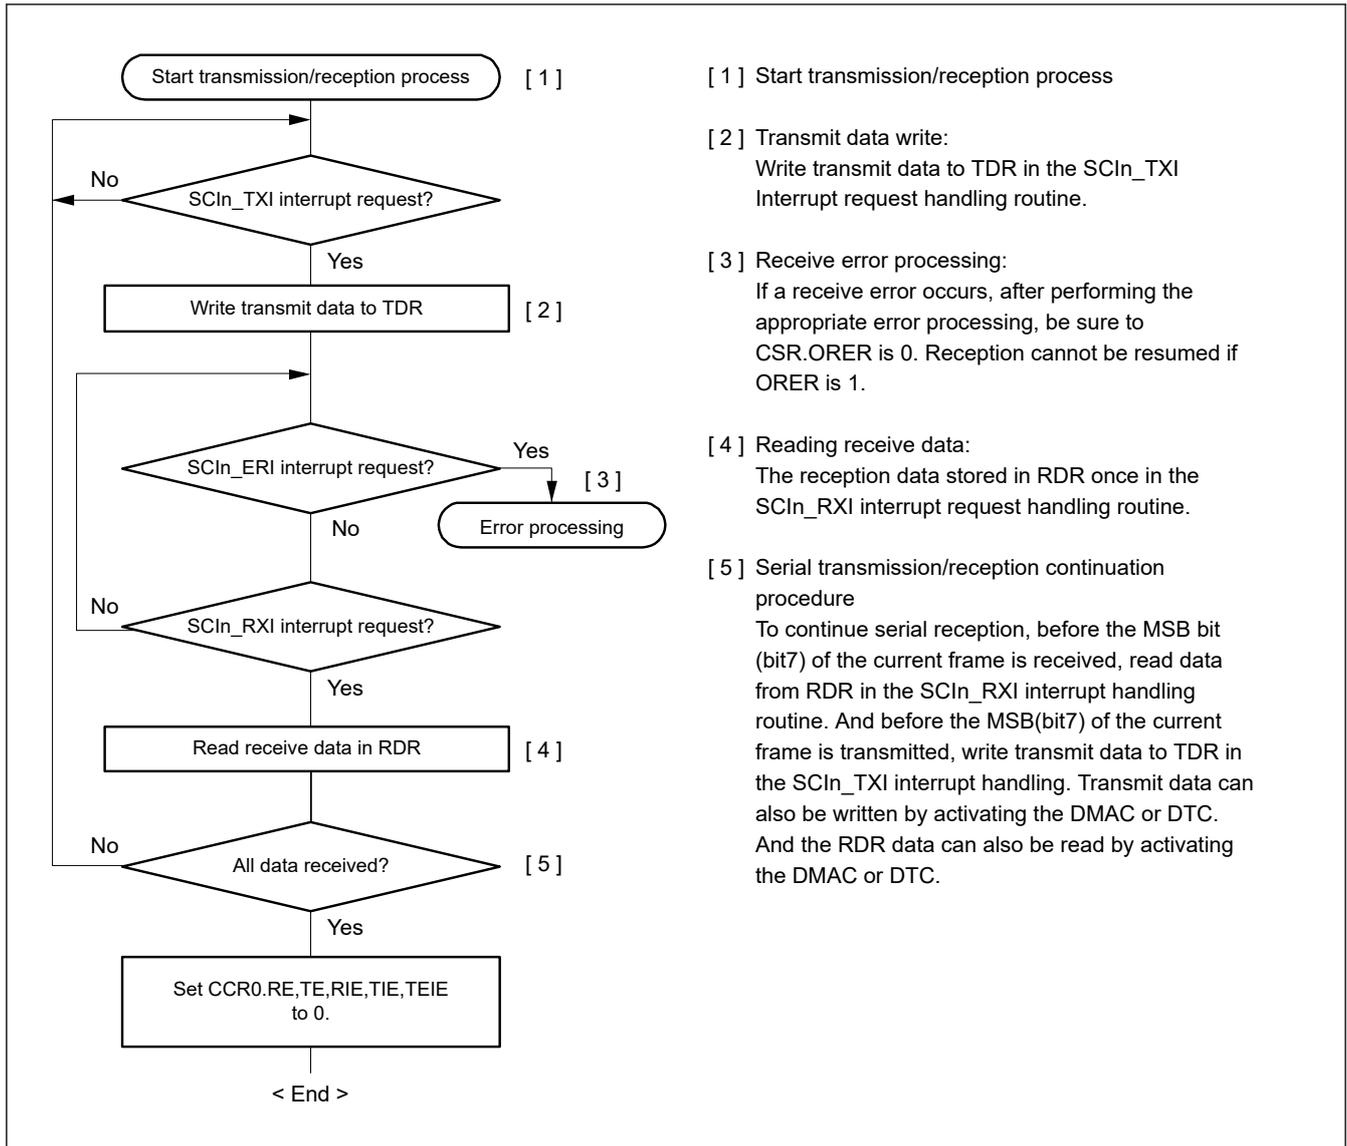 Start transmission/reception process
[ 1 ]
No
SCIn_TXI interrupt request?
Yes
Write transmit data to TDR
[ 2 ]
SCIn_ERI interrupt request?
Yes
[ 3 ]
Error processing
No
No
SCIn_RXI interrupt request?
Yes
Read receive data in RDR
[ 4 ]
No
All data received?
[ 5 ]
Yes
Set CCR0.RE,TE,RIE,TIE,TEIE
to 0.
< End >
[ 1 ] Start transmission/reception process
[ 2 ] Transmit data write:
Write transmit data to TDR in the SCIn_TXI
Interrupt request handling routine.
[ 3 ] Receive error processing:
If a receive error occurs, after performing the
appropriate error processing, be sure to
CSR.ORER is 0. Reception cannot be resumed if
ORER is 1.
[ 4 ] Reading receive data:
The reception data stored in RDR once in the
SCIn_RXI interrupt request handling routine.
[ 5 ] Serial transmission/reception continuation
procedure
To continue serial reception, before the MSB bit
(bit7) of the current frame is received, read data
from RDR in the SCIn_RXI interrupt handling
routine. And before the MSB(bit7) of the current
frame is transmitted, write transmit data to TDR in
the SCIn_TXI interrupt handling. Transmit data can
also be written by activating the DMAC or DTC.
And the RDR data can also be read by activating
the DMAC or DTC.